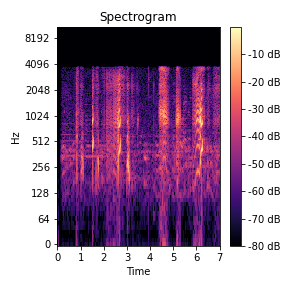 Spectrogram
8192
4096
2048
1024
512
256
128
64
0
Hz
0 1 2 3 4 5 6 7
Time
-10 dB
-20 dB
-30 dB
-40 dB
-50 dB
-60 dB
-70 dB
-80 dB